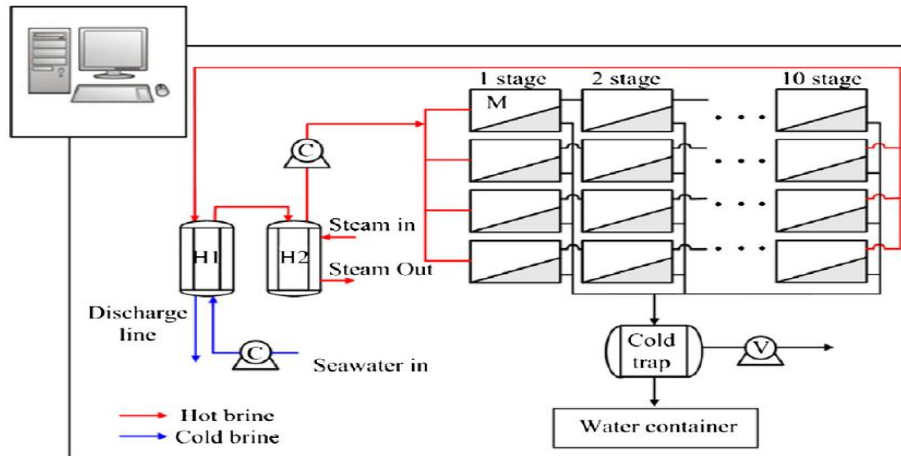 1 stage 2 stage 10 stage
M
C
Steam in
H1 H2
Steam Out
Discharge
line
C
Seawater in
Cold
trap
V
Hot brine
Cold brine
Water container